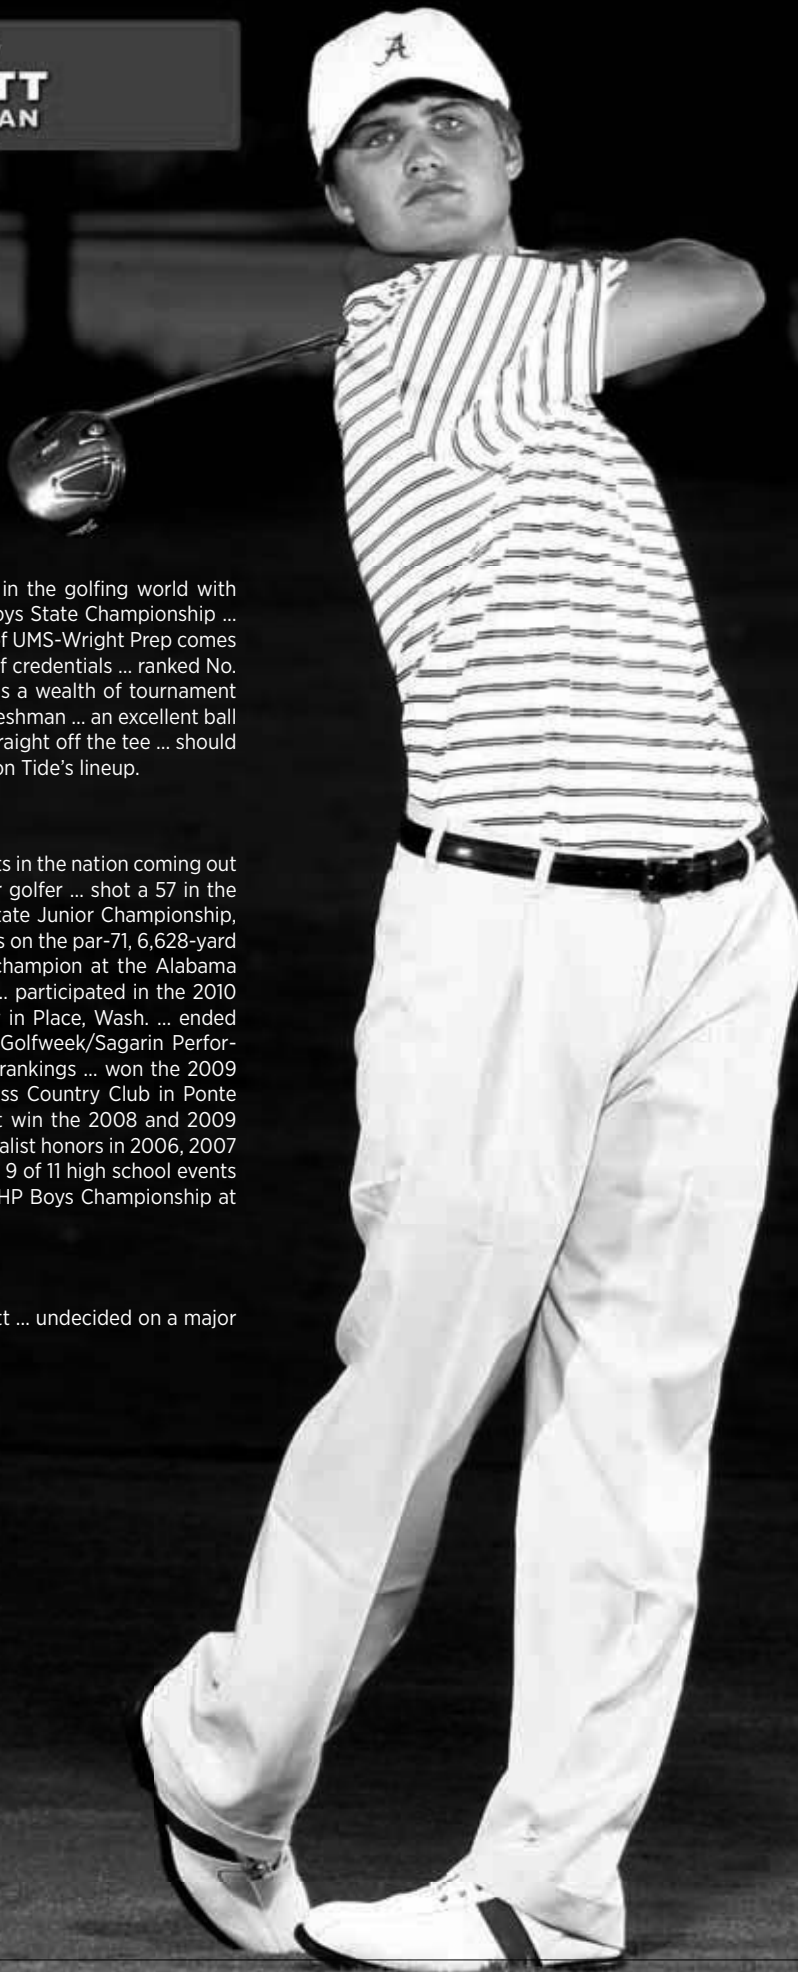 TT
AN
A
in the golfing world with
oys State Championship ...
f UMS-Wright Prep comes
f credentials ... ranked No.
s a wealth of tournament
eshman ... an excellent ball
raight off the tee ... should
on Tide’s lineup.
ts in the nation coming out
r golfer ... shot a 57 in the
tate Junior Championship,
s on the par-71, 6,628-yard
champion at the Alabama
.. participated in the 2010
in Place, Wash. ... ended
Golfweek/Sagarin Perfor-
rankings ... won the 2009
ss Country Club in Ponte
t win the 2008 and 2009
alist honors in 2006, 2007
9 of 11 high school events
HP Boys Championship at
tt ... undecided on a major